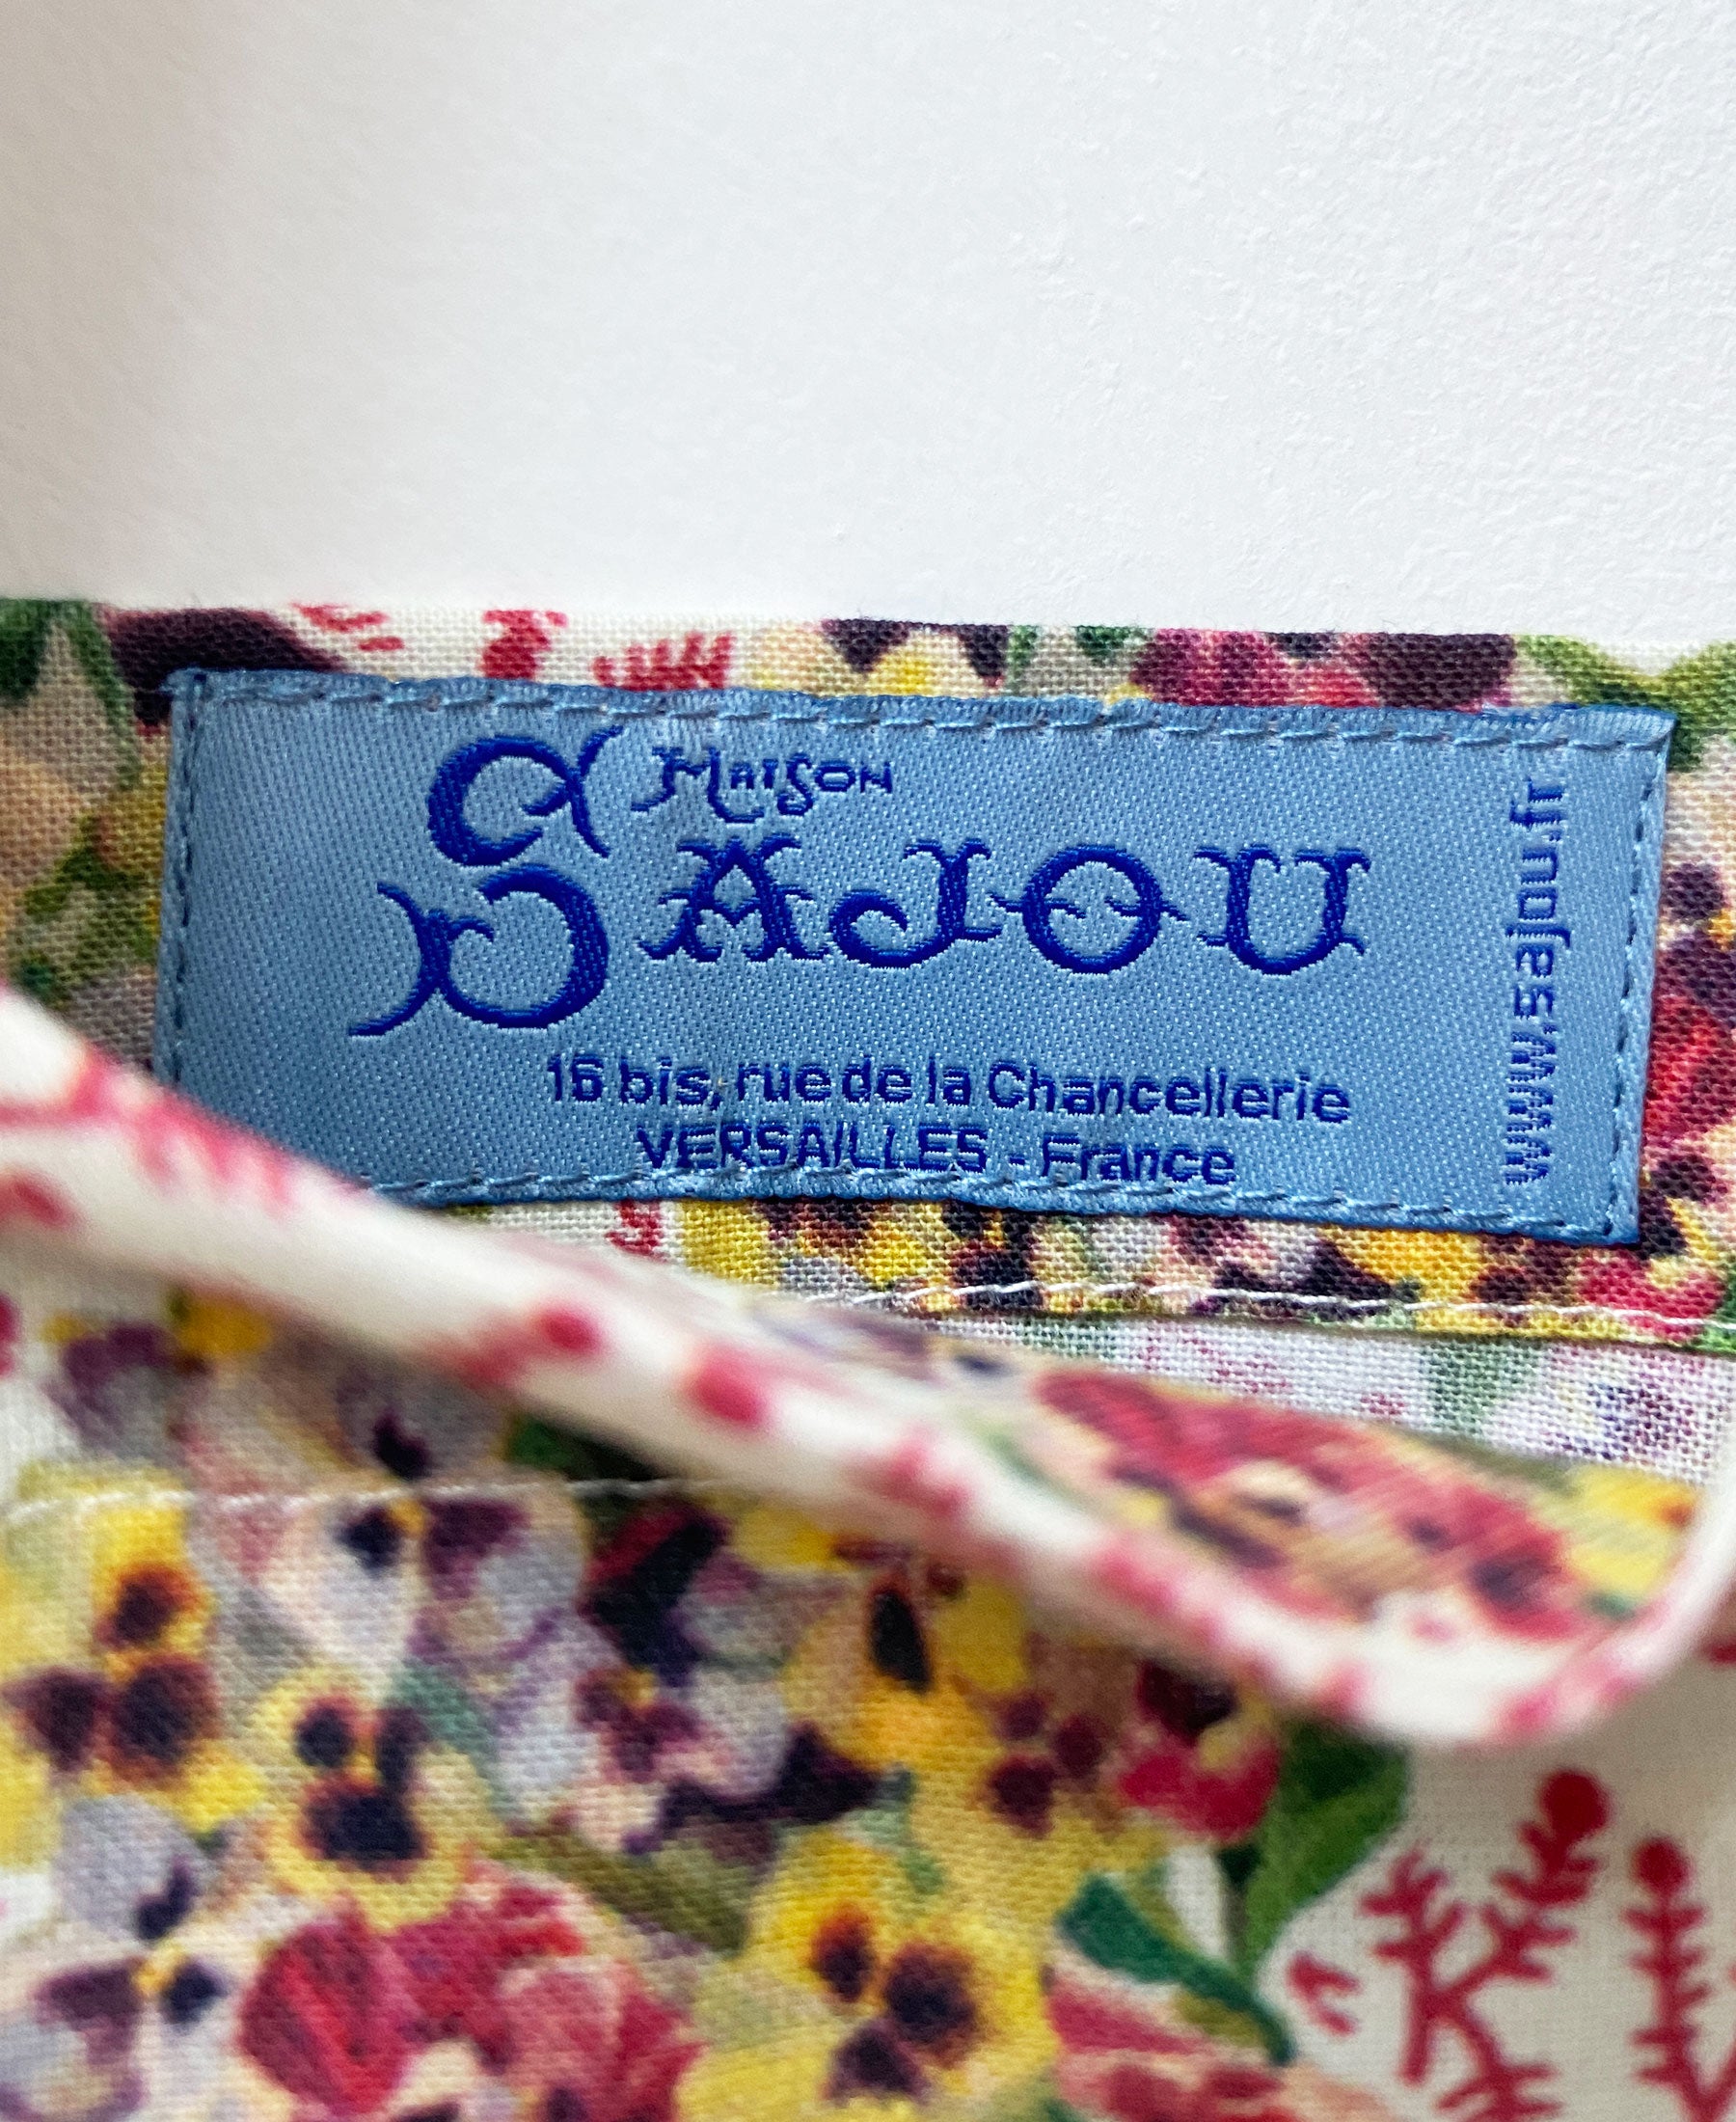 MAISON
SAJOU
16 bis, rue de la Chancellerie
VERSAILLES - France
www.sajou.fr